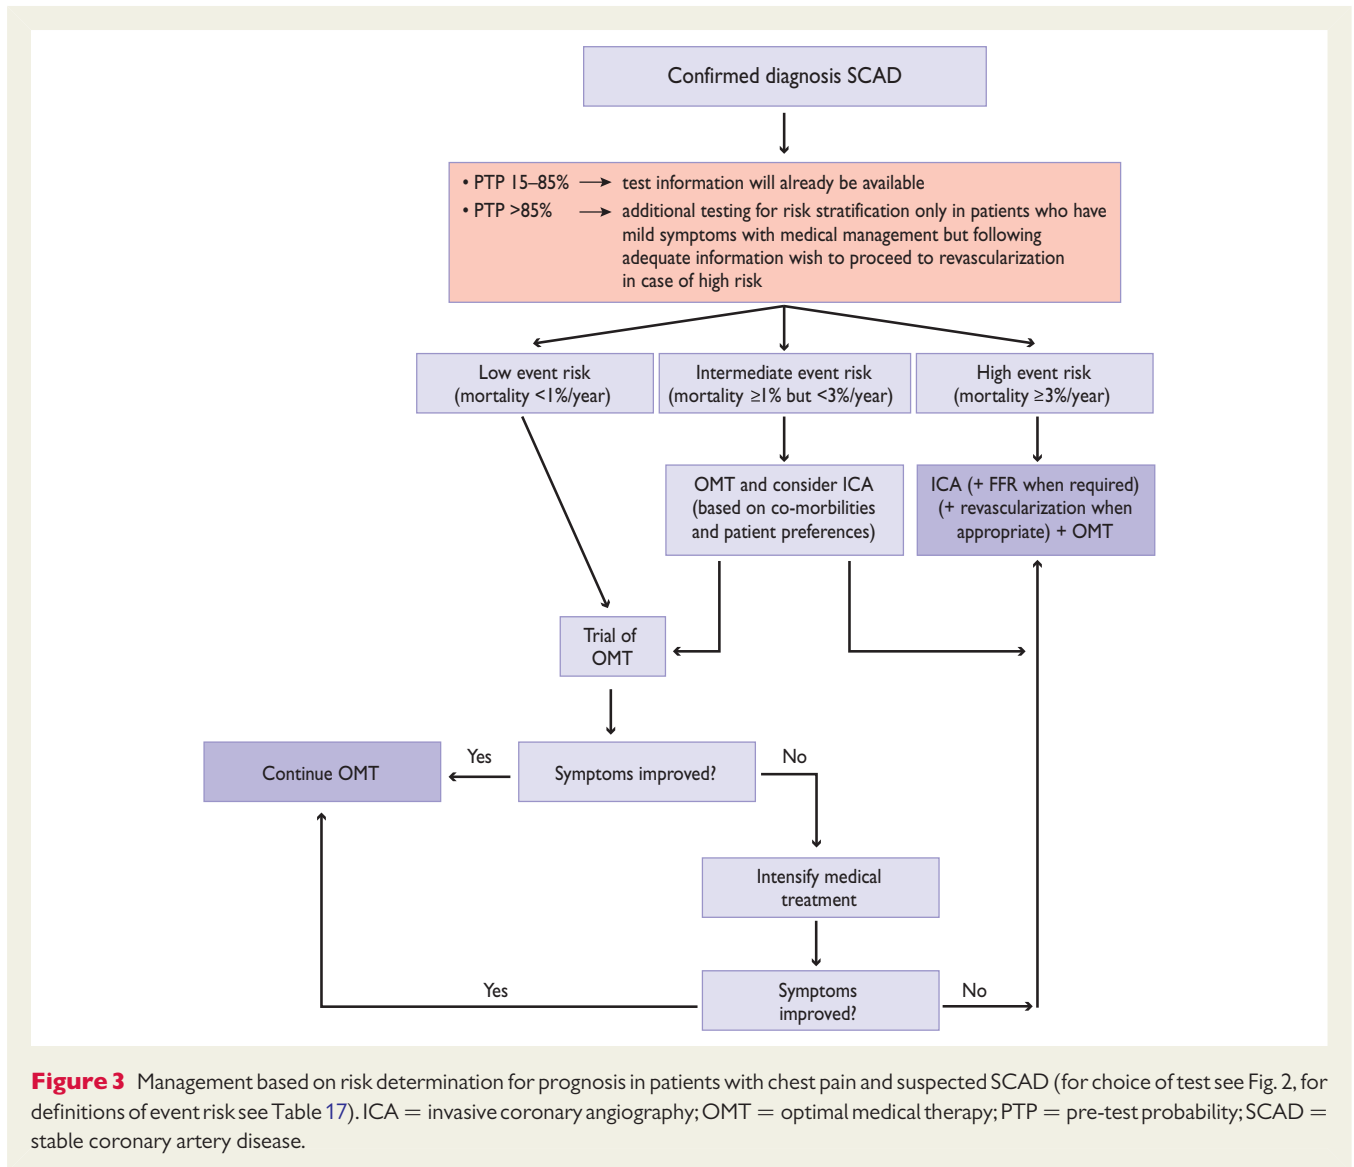 Confirmed diagnosis SCAD
• PTP 15–85% → test information will already be available
• PTP >85% → additional testing for risk stratification only in patients who have
mild symptoms with medical management but following
adequate information wish to proceed to revascularization
in case of high risk
Low event risk
(mortality <1%/year)
Intermediate event risk
(mortality ≥1% but <3%/year)
High event risk
(mortality ≥3%/year)
OMT and consider ICA
(based on co-morbilities
and patient preferences)
ICA (+ FFR when required)
(+ revascularization when
appropriate) + OMT
Trial of
OMT
Continue OMT
Yes
Symptoms improved?
No
Intensify medical
treatment
Yes
Symptoms
improved?
No
Figure 3 Management based on risk determination for prognosis in patients with chest pain and suspected SCAD (for choice of test see Fig. 2, for
definitions of event risk see Table 17). ICA = invasive coronary angiography; OMT = optimal medical therapy; PTP = pre-test probability; SCAD =
stable coronary artery disease.